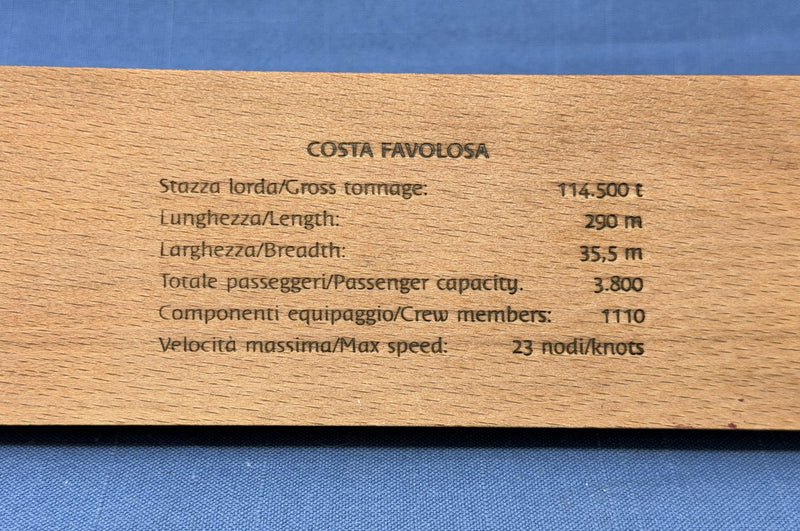 COSTA FAVOLOSA
Stazza lorda/Gross tonnage: 114.500 t
Lunghezza/Length: 290 m
Larghezza/Breadth: 35,5 m
Totale passeggeri/Passenger capacity: 3.800
Componenti equipaggio/Crew members: 1110
Velocità massima/Max speed: 23 nodi/knots